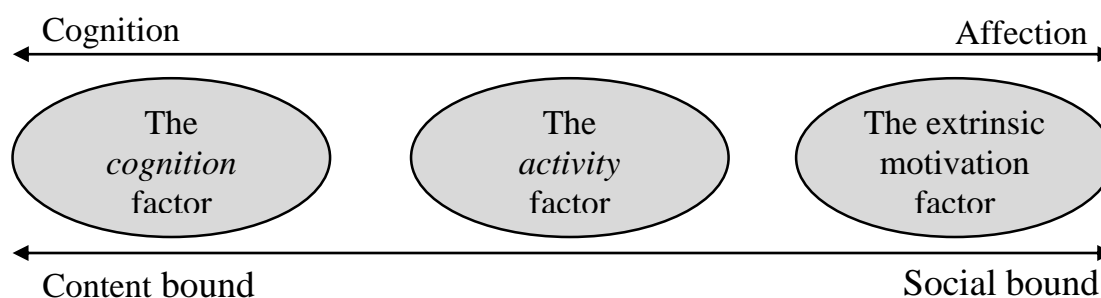 Cognition
Affection
The
cognition
factor
The
activity
factor
The extrinsic
motivation
factor
Content bound
Social bound